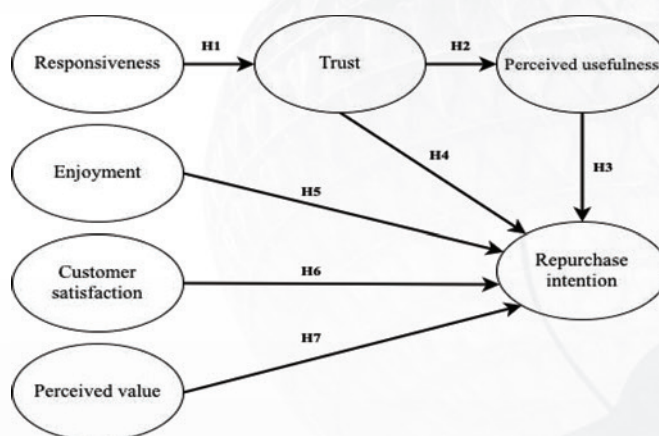 Responsiveness
H1
Trust
H2
Perceived usefulness
H4
H3
Enjoyment
H5
Repurchase
intention
Customer
satisfaction
H6
H7
Perceived value